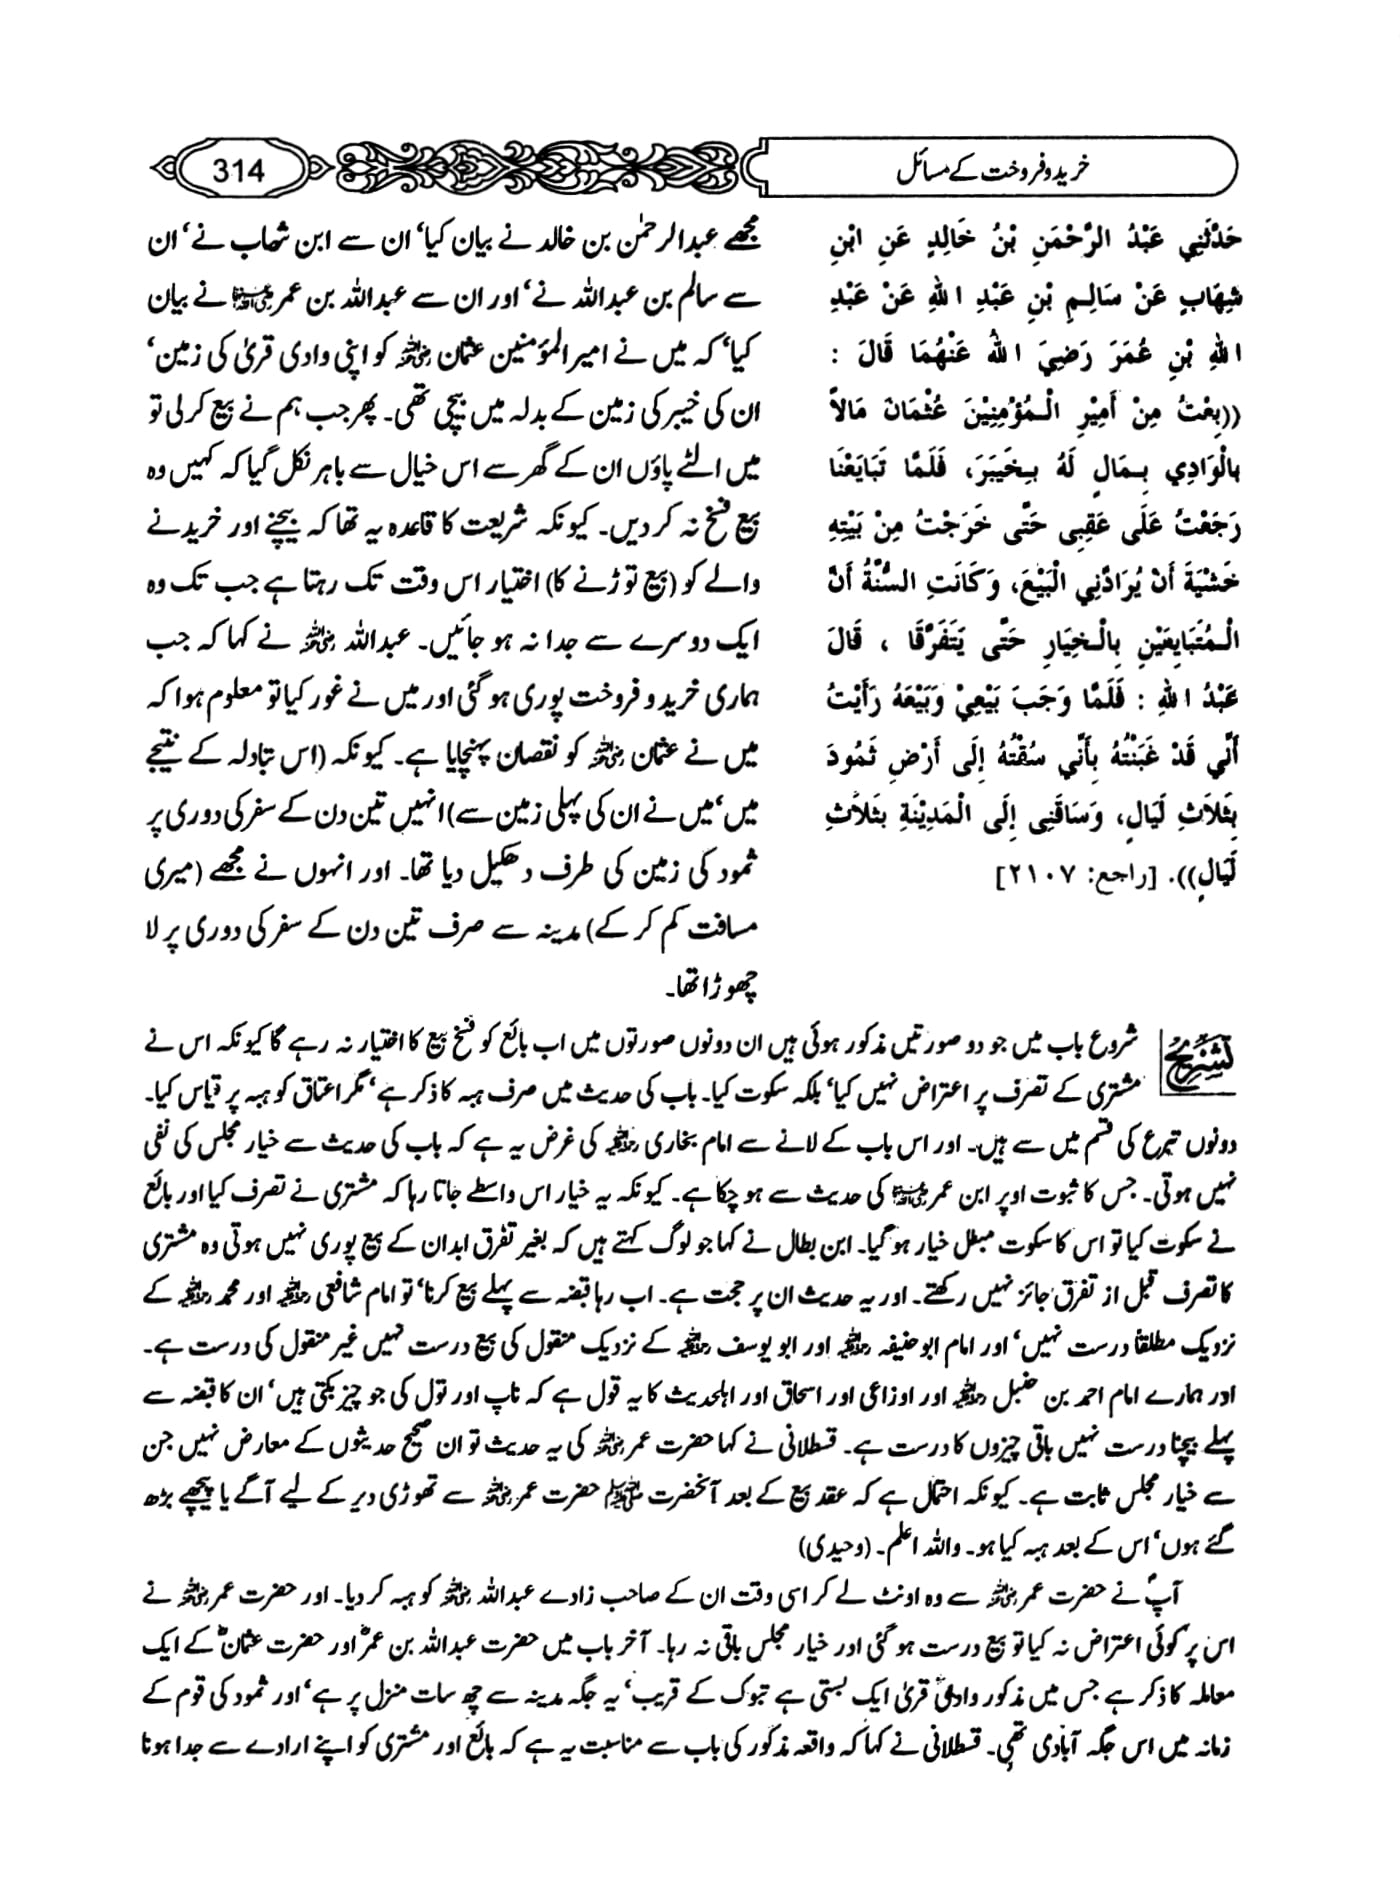 خرید و فروخت کے مسائل
314
حَدَّثَنِي عَبْدُ الرَّحْمَنِ بْنُ خَالِدٍ عَنِ ابْنِ
شِهَابٍ عَنْ سَالِمِ بْنِ عَبْدِ اللهِ عَنْ عَبْدِ
اللهِ بْنِ عُمَرَ رَضِيَ اللهُ عَنْهُمَا قَالَ :
((بِعْتُ مِنْ أَمِيْرِ الْمُؤْمِنِيْنَ عُثْمَانَ مَالاً
بِالْوَادِي بِمَالٍ لَهُ بِخَيبَرَ، فَلَمَّا تَبَايَعْنَا
رَجَعْتُ عَلَى عَقِبِى حَتَّى خَرَجْتُ مِنْ بَيْتِهِ
خَشْيَةَ أَنْ يُرَادَّنِي الْبَيْعَ، وَكَانَتِ السُّنَّةُ أَنَّ
الْمُتَبَايِعَيْنِ بِالْخِيَارِ حَتَّى يَتَفَرَّقَا ، قَالَ
عَبْدُ اللهِ : فَلَمَّا وَجَبَ بَيْعِيْ وَبَيْعَهُ رَأَيْتُ
أَنِّي قَدْ غَبَنْتُهُ بِأَنِّي سُقْتُهُ إِلَى أَرْضِ ثَمُودَ
بِثَلاَثِ لَيَالٍ، وَسَاقَنِى إِلَى الْمَدِيْنَةِ بِثَلاَثِ
لَيَالٍ)). [راجع: ٢١٠٧]
مجھے عبدالرحمٰن بن خالد نے بیان کیا، ان سے ابن شہاب نے، ان
سے سالم بن عبداللہ نے، اور ان سے عبداللہ بن عمر رضی اللہ عنہما نے بیان
کیا، کہ میں نے امیرالمؤمنین عثمان رضی اللہ عنہ کو اپنی وادی قریٰ کی زمین،
ان کی خیبر کی زمین کے بدلہ میں بیچی تھی۔ پھر جب ہم نے بیع کر لی تو
میں الٹے پاؤں ان کے گھر سے اس خیال سے باہر نکل گیا کہ کہیں وہ
بیع فسخ نہ کر دیں۔ کیونکہ شریعت کا قاعدہ یہ تھا کہ بیچنے اور خریدنے
والے کو (بیع توڑنے کا) اختیار اس وقت تک رہتا ہے جب تک وہ
ایک دوسرے سے جدا نہ ہو جائیں۔ عبداللہ رضی اللہ عنہ نے کہا کہ جب
ہماری خرید و فروخت پوری ہو گئی اور میں نے غور کیا تو معلوم ہوا کہ
میں نے عثمان رضی اللہ عنہ کو نقصان پہنچایا ہے۔ کیونکہ (اس تبادلہ کے نتیجے
میں، میں نے ان کی پہلی زمین سے) انہیں تین دن کے سفر کی دوری پر
ثمود کی زمین کی طرف دھکیل دیا تھا۔ اور انہوں نے مجھے (میری
مسافت کم کر کے) مدینہ سے صرف تین دن کے سفر کی دوری پر لا
چھوڑا تھا۔
تشریح شروع باب میں جو دو صورتیں مذکور ہوئی ہیں ان دونوں صورتوں میں اب بائع کو فسخ بیع کا اختیار نہ رہے گا کیونکہ اس نے
مشتری کے تصرف پر اعتراض نہیں کیا، بلکہ سکوت کیا۔ باب کی حدیث میں صرف ہبہ کا ذکر ہے، مگر اعتاق کو ہبہ پر قیاس کیا۔
دونوں تبرع کی قسم میں سے ہیں۔ اور اس باب کے لانے سے امام بخاری رحمہ اللہ کی غرض یہ ہے کہ باب کی حدیث سے خیار مجلس کی نفی
نہیں ہوتی۔ جس کا ثبوت اوپر ابن عمر رضی اللہ عنہما کی حدیث سے ہو چکا ہے۔ کیونکہ یہ خیار اس واسطے جاتا رہا کہ مشتری نے تصرف کیا اور بائع
نے سکوت کیا تو اس کا سکوت مبطل خیار ہو گیا۔ ابن بطال نے کہا جو لوگ کہتے ہیں کہ بغیر تفرق ابدان کے بیع پوری نہیں ہوتی وہ مشتری
کا تصرف قبل از تفرق جائز نہیں رکھتے۔ اور یہ حدیث ان پر حجت ہے۔ اب رہا قبضہ سے پہلے بیع کرنا، تو امام شافعی رحمہ اللہ اور محمد رحمہ اللہ کے
نزدیک مطلقاً درست نہیں، اور امام ابوحنیفہ رحمہ اللہ اور ابو یوسف رحمہ اللہ کے نزدیک منقول کی بیع درست نہیں غیر منقول کی درست ہے۔
اور ہمارے امام احمد بن حنبل رحمہ اللہ اور اوزاعی اور اسحاق اور اہلحدیث کا یہ قول ہے کہ ناپ اور تول کی جو چیز بکتی ہیں، ان کا قبضہ سے
پہلے بیچنا درست نہیں باقی چیزوں کا درست ہے۔ قسطلانی نے کہا حضرت عمر رضی اللہ عنہ کی یہ حدیث تو ان صحیح حدیثوں کے معارض نہیں جن
سے خیار مجلس ثابت ہے۔ کیونکہ احتمال ہے کہ عقد بیع کے بعد آنحضرت ﷺ حضرت عمر رضی اللہ عنہ سے تھوڑی دیر کے لیے آگے یا پیچھے بڑھ
گئے ہوں، اس کے بعد ہبہ کیا ہو۔ واللہ اعلم۔ (وحیدی)
آپؐ نے حضرت عمر رضی اللہ عنہ سے وہ اونٹ لے کر اسی وقت ان کے صاحب زادے عبداللہ رضی اللہ عنہ کو ہبہ کر دیا۔ اور حضرت عمر رضی اللہ عنہ نے
اس پر کوئی اعتراض نہ کیا تو بیع درست ہو گئی اور خیار مجلس باقی نہ رہا۔ آخر باب میں حضرت عبداللہ بن عمرؓ اور حضرت عثمانؓ کے ایک
معاملہ کا ذکر ہے جس میں مذکور وادی قریٰ ایک بستی ہے تبوک کے قریب، یہ جگہ مدینہ سے چھ سات منزل پر ہے، اور ثمود کی قوم کے
زمانہ میں اس جگہ آبادی تھی۔ قسطلانی نے کہا کہ واقعہ مذکور کی باب سے مناسبت یہ ہے کہ بائع اور مشتری کو اپنے ارادے سے جدا ہونا